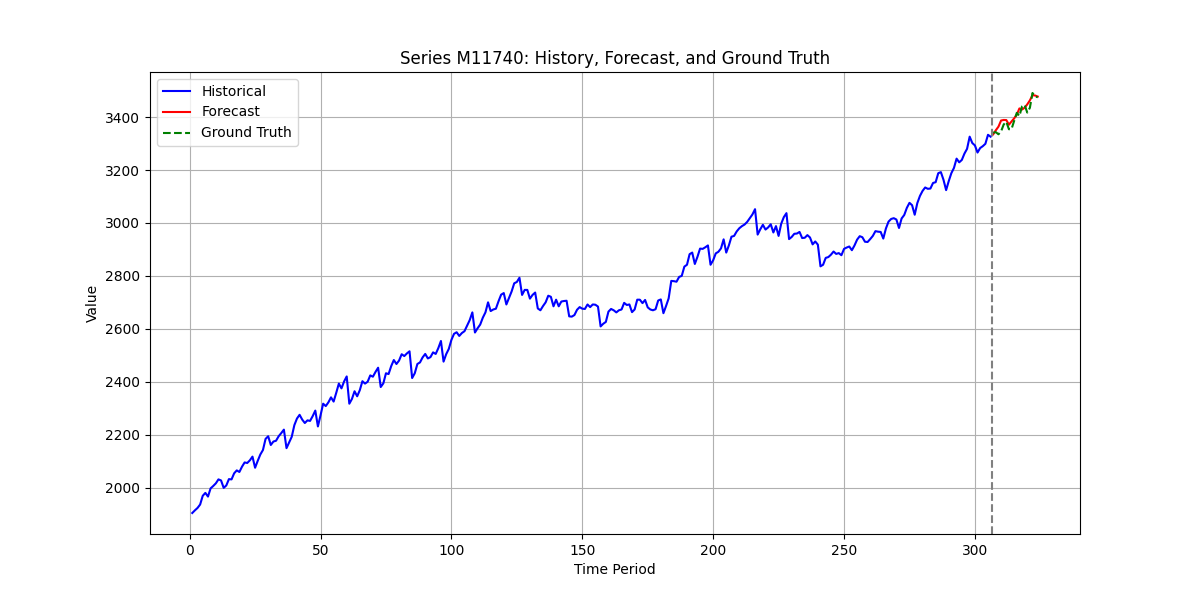 Series M11740: History, Forecast, and Ground Truth
Historical
Forecast
Ground Truth
3400
3200
3000
2800
2600
2400
2200
2000
Value
0 50 100 150 200 250 300
Time Period